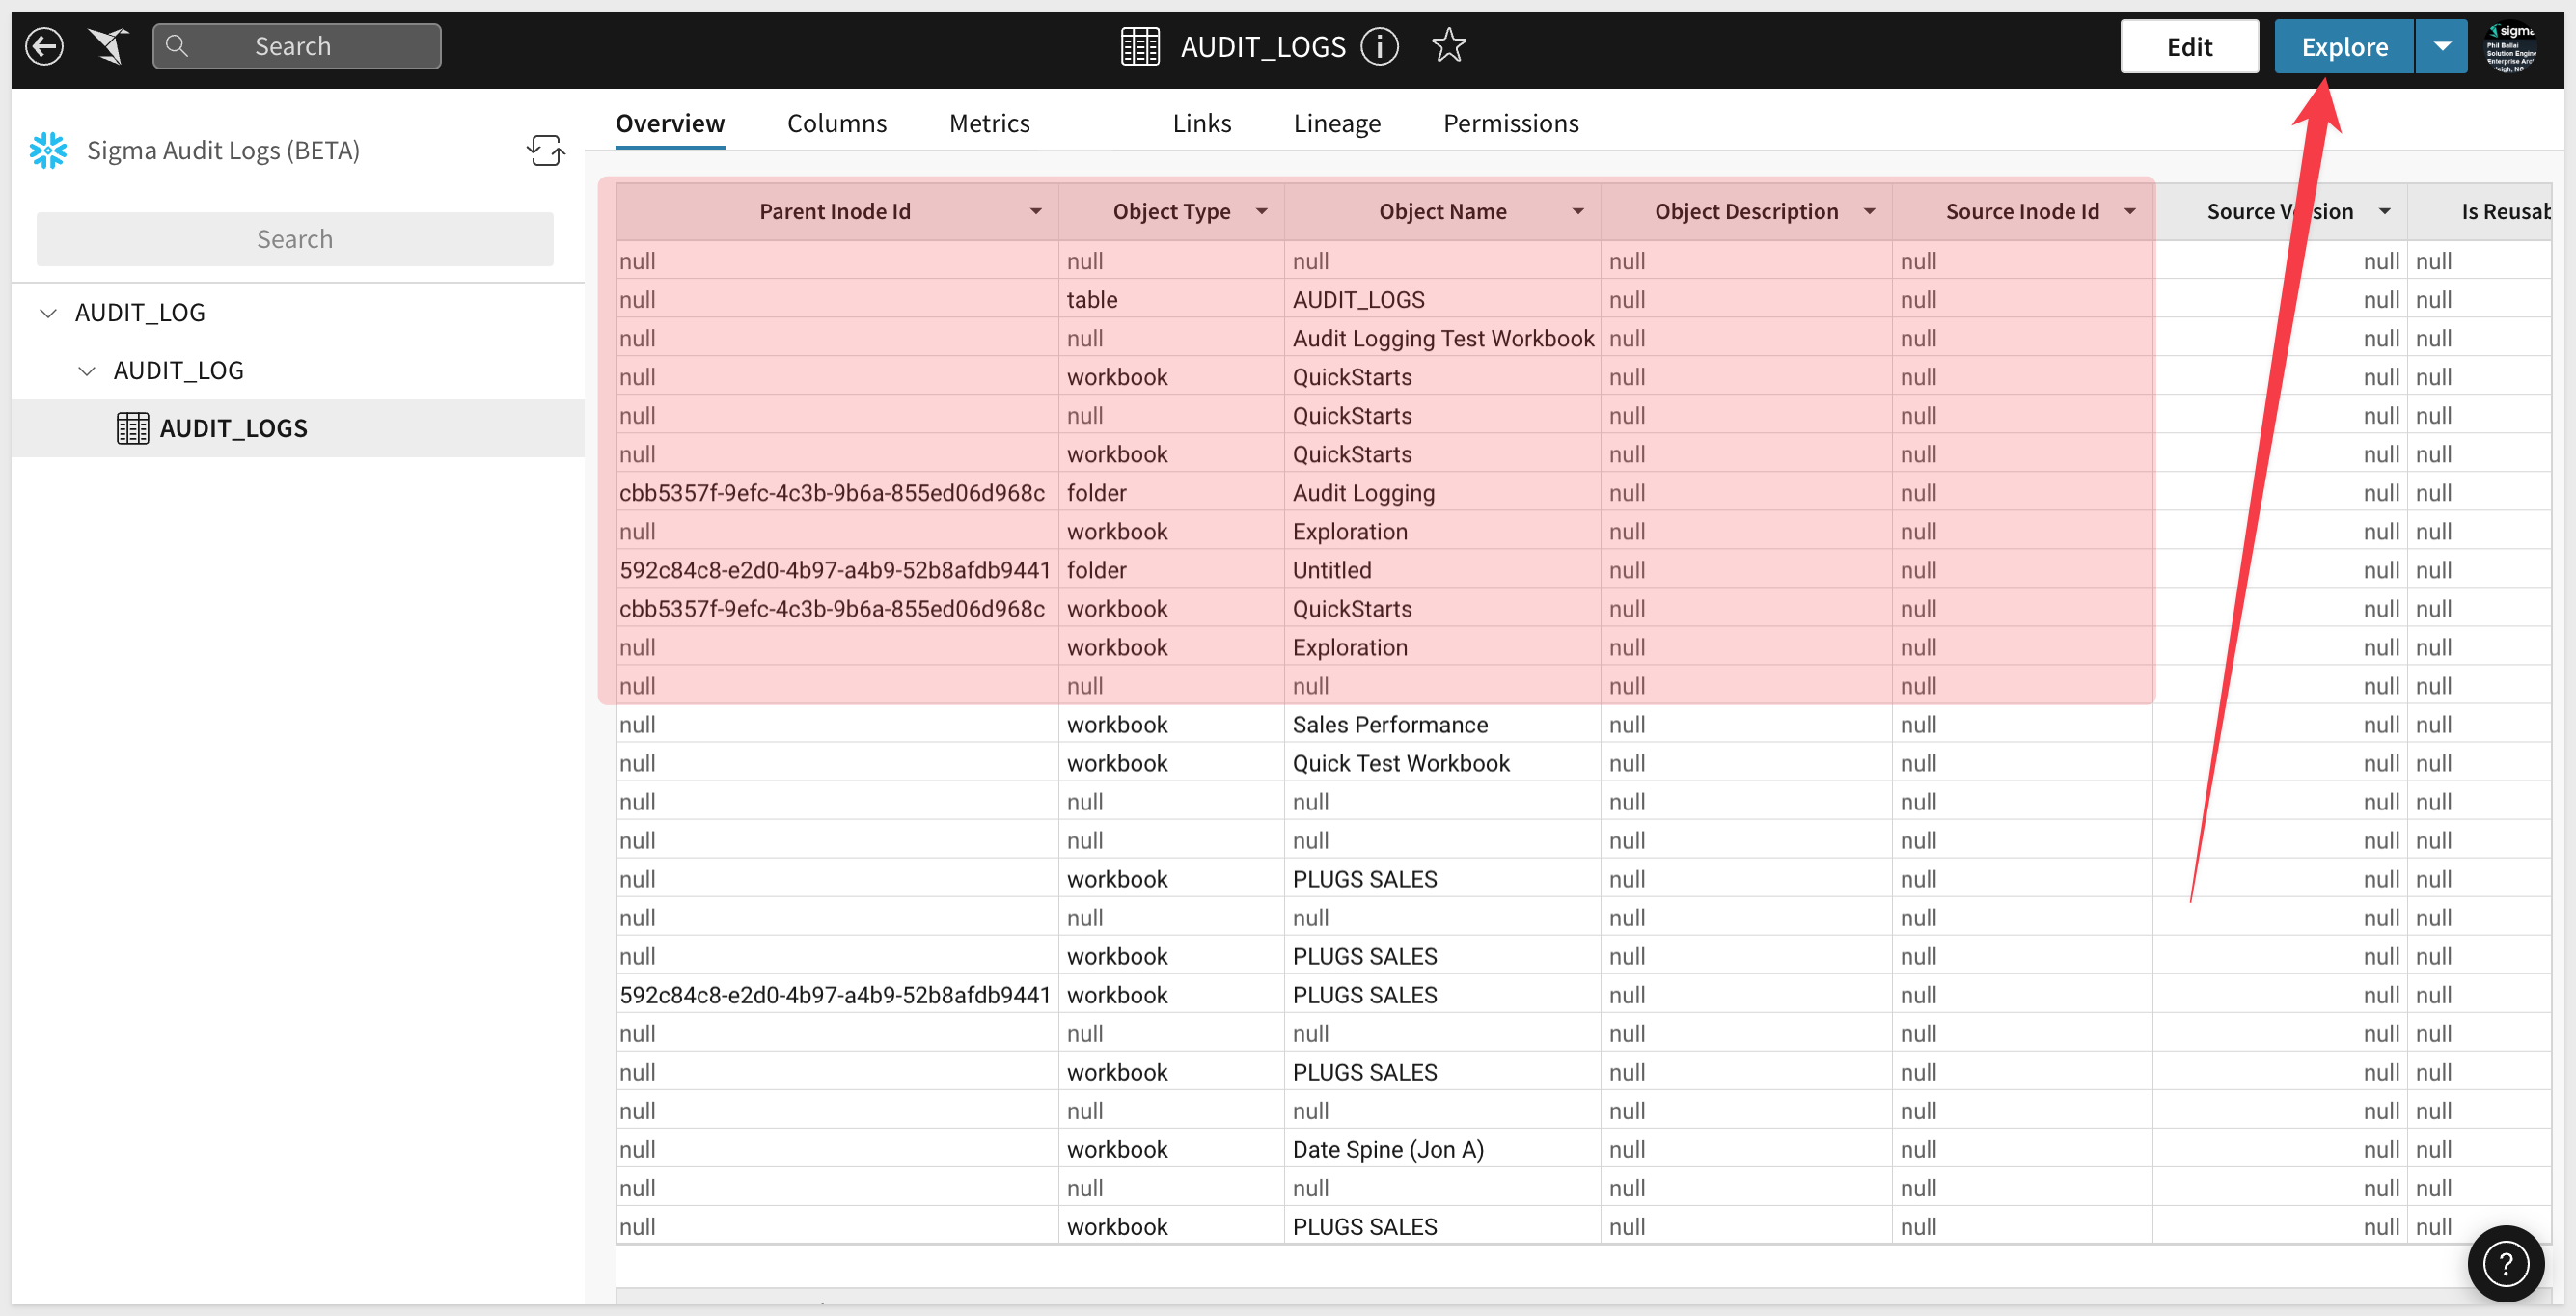 Search
AUDIT_LOGS
Edit
Explore
sigma
Phil Ballai
Solution Engine
Sigma Audit Logs (BETA)
Search
AUDIT_LOG
AUDIT_LOG
AUDIT_LOGS
Overview Columns Metrics Links Lineage Permissions
Parent Inode Id Object Type Object Name Object Description Source Inode Id Source Version Is Reusab
null null null null null null null
null table AUDIT_LOGS null null null null
null null Audit Logging Test Workbook null null null null
null workbook QuickStarts null null null null
null null QuickStarts null null null null
null workbook QuickStarts null null null null
cbb5357f-9efc-4c3b-9b6a-855ed06d968c folder Audit Logging null null null null
null workbook Exploration null null null null
592c84c8-e2d0-4b97-a4b9-52b8afdb9441 folder Untitled null null null null
cbb5357f-9efc-4c3b-9b6a-855ed06d968c workbook QuickStarts null null null null
null workbook Exploration null null null null
null null null null null null null
null workbook Sales Performance null null null null
null workbook Quick Test Workbook null null null null
null null null null null null null
null null null null null null null
null workbook PLUGS SALES null null null null
null null null null null null null
null workbook PLUGS SALES null null null null
592c84c8-e2d0-4b97-a4b9-52b8afdb9441 workbook PLUGS SALES null null null null
null null null null null null null
null workbook PLUGS SALES null null null null
null null null null null null null
null workbook Date Spine (Jon A) null null null null
null null null null null null null
null workbook PLUGS SALES null null null null
?